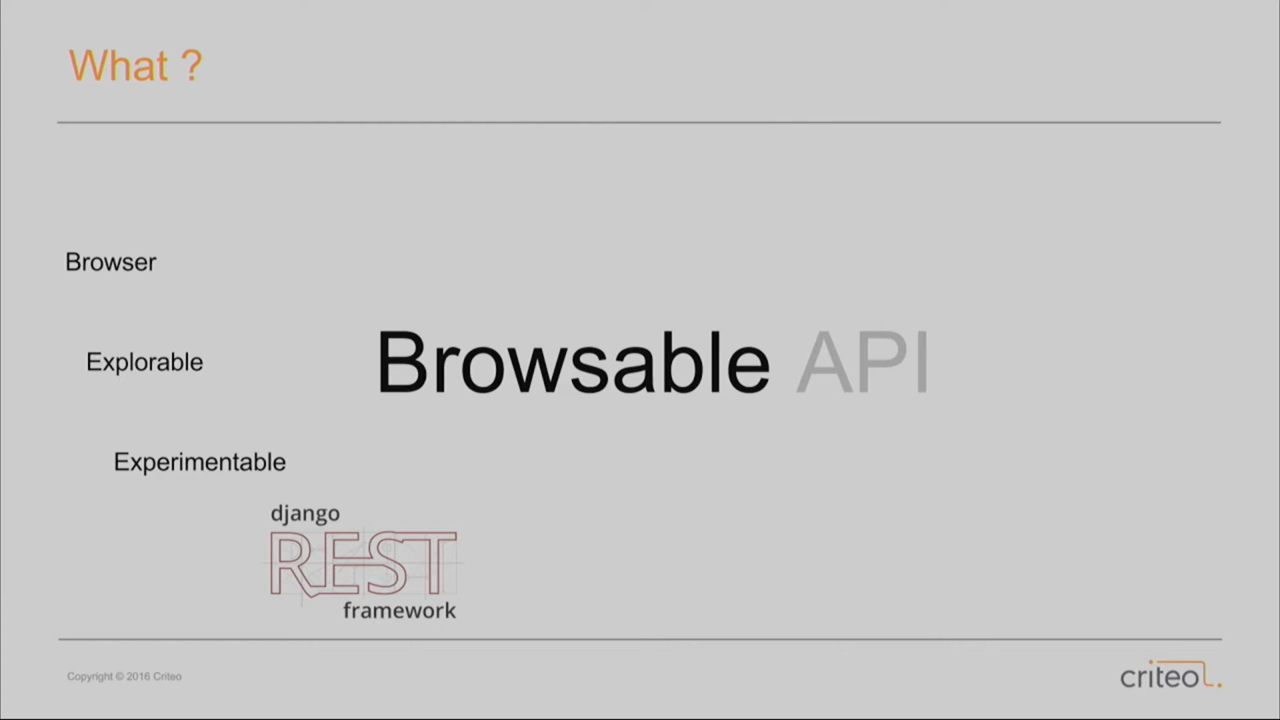 What ?
Browser
Explorable
Browsable API
Experimentable
django
REST
framework
Copyright © 2016 Criteo
criteo